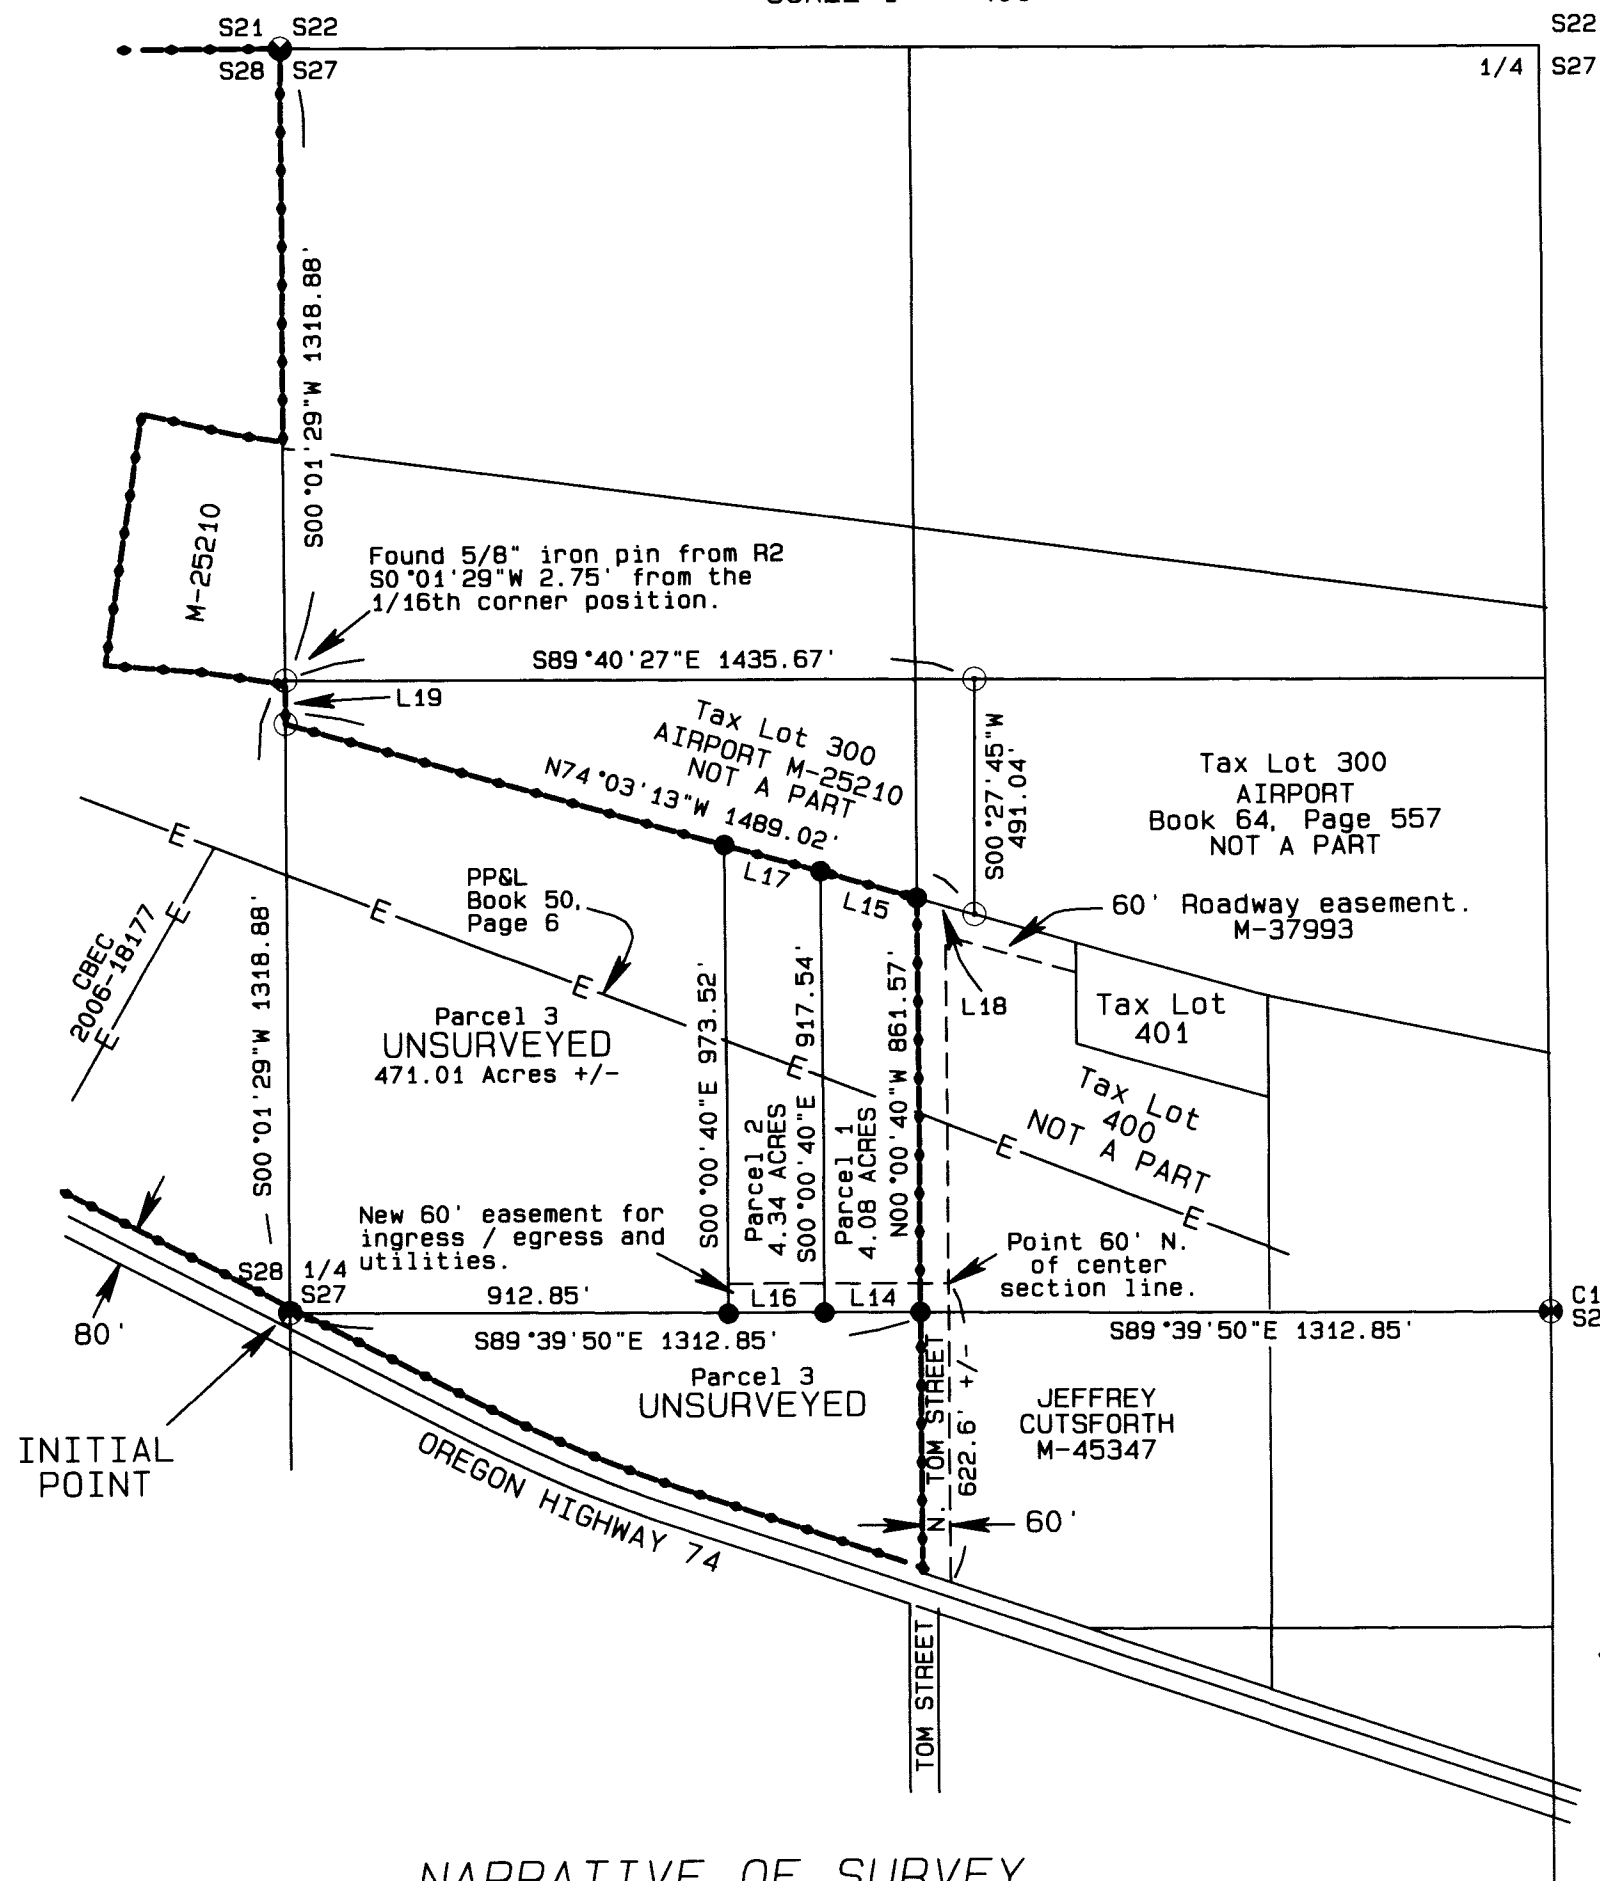 S21 S22
S22
S28 S27
1/4 S27
S00°01'29"W 1318.88'
M-25210
Found 5/8" iron pin from R2
S0°01'29"W 2.75' from the
1/16th corner position.
S89°40'27"E 1435.67'
L19
Tax Lot 300
AIRPORT M-25210
NOT A PART
N74°03'13"W 1489.02'
S00°27'45"W
491.04'
Tax Lot 300
AIRPORT
Book 64, Page 557
NOT A PART
E
L17
L15
PP&L
Book 50,
Page 6
60' Roadway easement.
M-37993
CBEC
2006-18177
E
E
E
E
S00°01'29"W 1318.88'
L18
Tax Lot
401
Parcel 3
UNSURVEYED
471.01 Acres +/-
S00°00'40"E 973.52'
Parcel 2
4.34 ACRES
E
S00°00'40"E 917.54'
Parcel 1
4.08 ACRES
N00°00'40"W 861.57'
Tax Lot
400
NOT A PART
E
E
New 60' easement for
ingress / egress and
utilities.
Point 60' N.
of center
section line.
S28 1/4
S27
912.85'
L16
L14
80'
S89°39'50"E 1312.85'
S89°39'50"E 1312.85'
Parcel 3
UNSURVEYED
N. TOM STREET
622.6' +/-
JEFFREY
CUTSFORTH
M-45347
INITIAL
POINT
OREGON HIGHWAY 74
60'
TOM STREET
NARRATIVE OF SURVEY